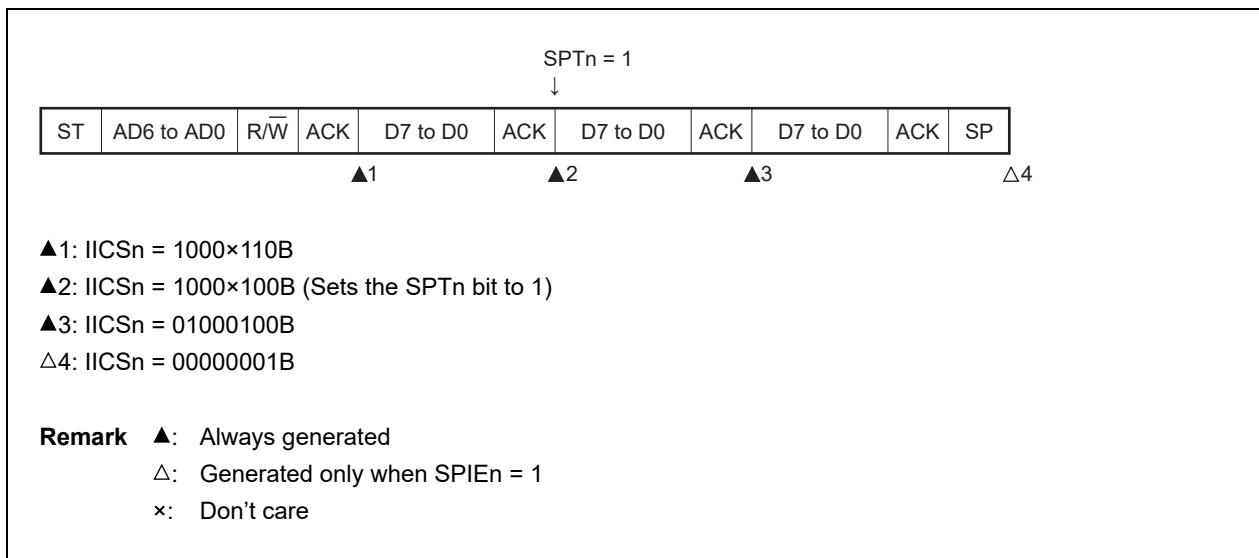 SPTn = 1
↓
ST AD6 to AD0 R/W̅ ACK D7 to D0 ACK D7 to D0 ACK D7 to D0 ACK SP
▲1 ▲2 ▲3 △4
▲1: IICSn = 1000×110B
▲2: IICSn = 1000×100B (Sets the SPTn bit to 1)
▲3: IICSn = 01000100B
△4: IICSn = 00000001B
Remark ▲: Always generated
△: Generated only when SPIEn = 1
×: Don’t care